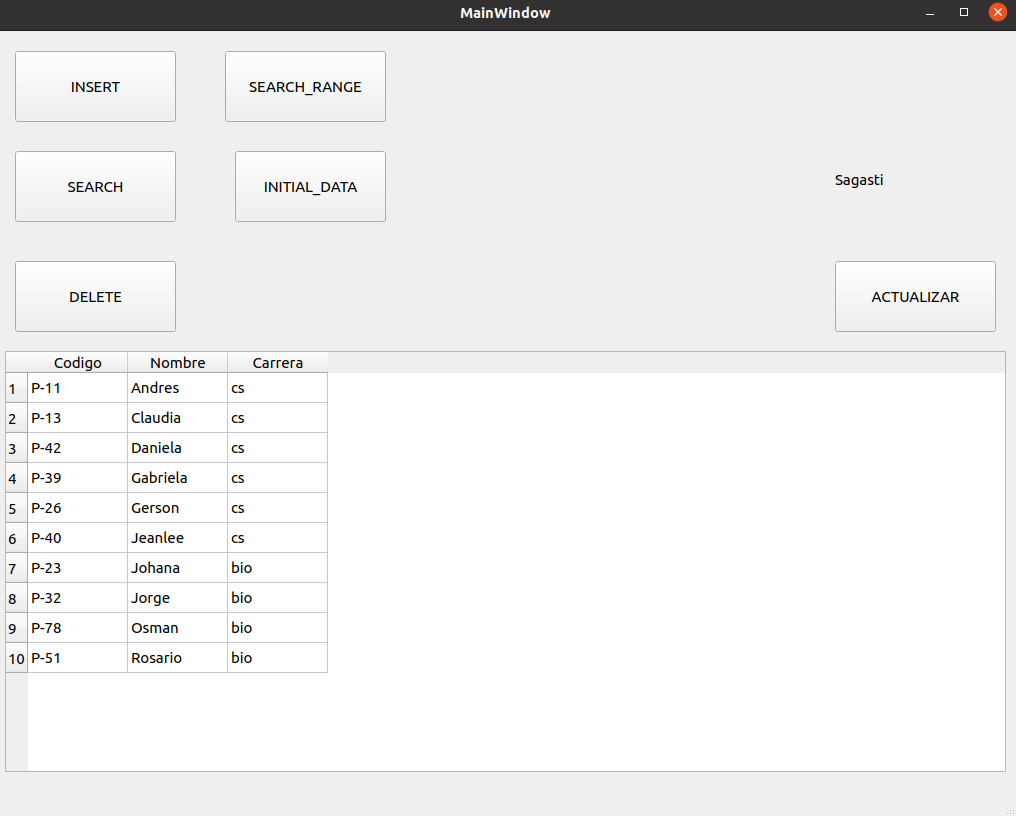 MainWindow
INSERT
SEARCH_RANGE
SEARCH
INITIAL_DATA
Sagasti
DELETE
ACTUALIZAR
Codigo Nombre Carrera
1 P-11 Andres cs
2 P-13 Claudia cs
3 P-42 Daniela cs
4 P-39 Gabriela cs
5 P-26 Gerson cs
6 P-40 Jeanlee cs
7 P-23 Johana bio
8 P-32 Jorge bio
9 P-78 Osman bio
10 P-51 Rosario bio